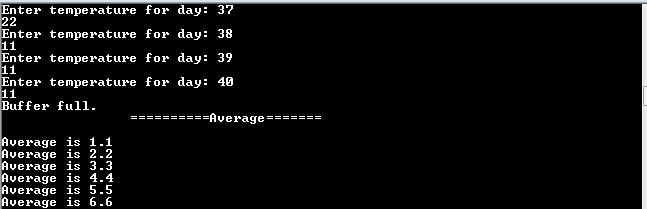 Enter temperature for day: 37
22
Enter temperature for day: 38
11
Enter temperature for day: 39
11
Enter temperature for day: 40
11
Buffer full.
==========Average=======
Average is 1.1
Average is 2.2
Average is 3.3
Average is 4.4
Average is 5.5
Average is 6.6